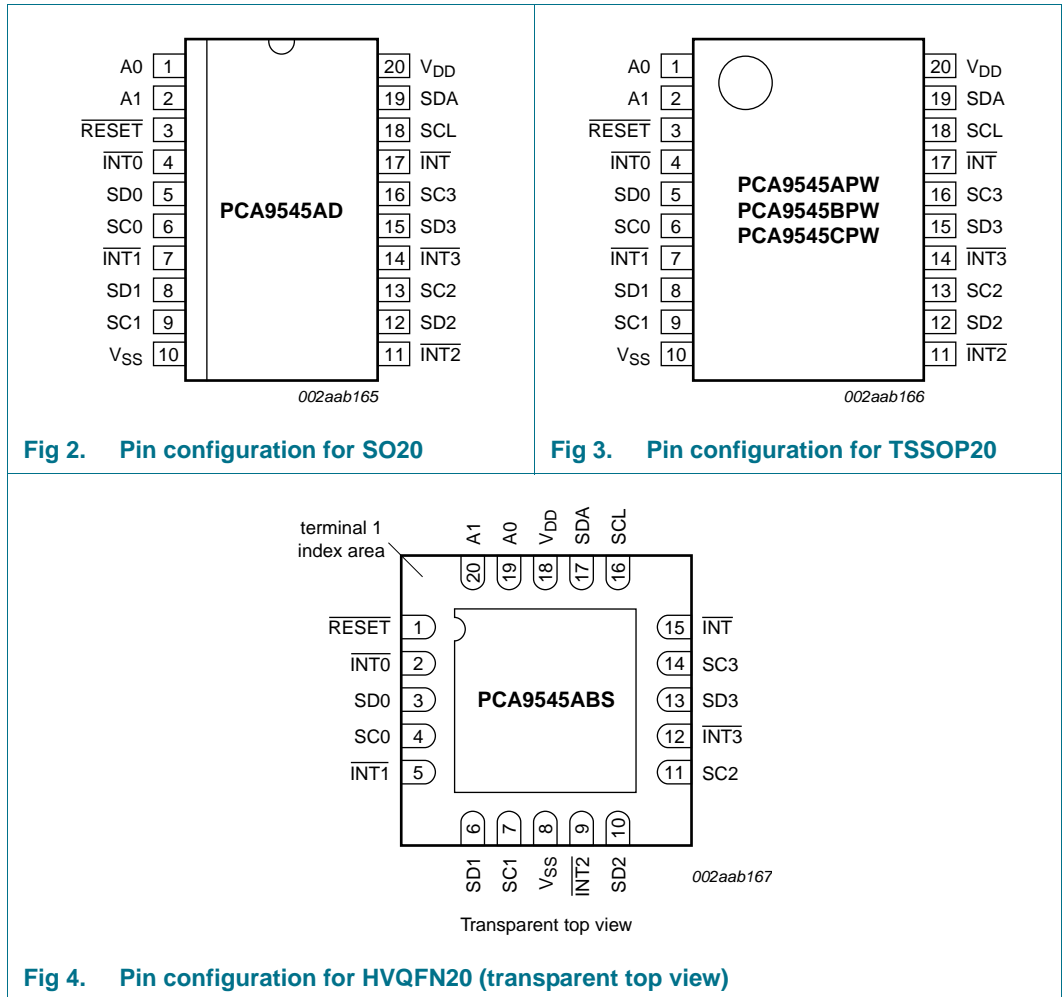 A0 1
A1 2
RESET 3
INT0 4
SD0 5
SC0 6
INT1 7
SD1 8
SC1 9
VSS 10
PCA9545AD
20 VDD
19 SDA
18 SCL
17 INT
16 SC3
15 SD3
14 INT3
13 SC2
12 SD2
11 INT2
002aab165
Fig 2. Pin configuration for SO20
A0 1
A1 2
RESET 3
INT0 4
SD0 5
SC0 6
INT1 7
SD1 8
SC1 9
VSS 10
PCA9545APW
PCA9545BPW
PCA9545CPW
20 VDD
19 SDA
18 SCL
17 INT
16 SC3
15 SD3
14 INT3
13 SC2
12 SD2
11 INT2
002aab166
Fig 3. Pin configuration for TSSOP20
terminal 1
index area
20 A1
19 A0
18 VDD
17 SDA
16 SCL
RESET 1
INT0 2
SD0 3
SC0 4
INT1 5
PCA9545ABS
15 INT
14 SC3
13 SD3
12 INT3
11 SC2
6 SD1
7 SC1
8 VSS
9 INT2
10 SD2
002aab167
Transparent top view
Fig 4. Pin configuration for HVQFN20 (transparent top view)